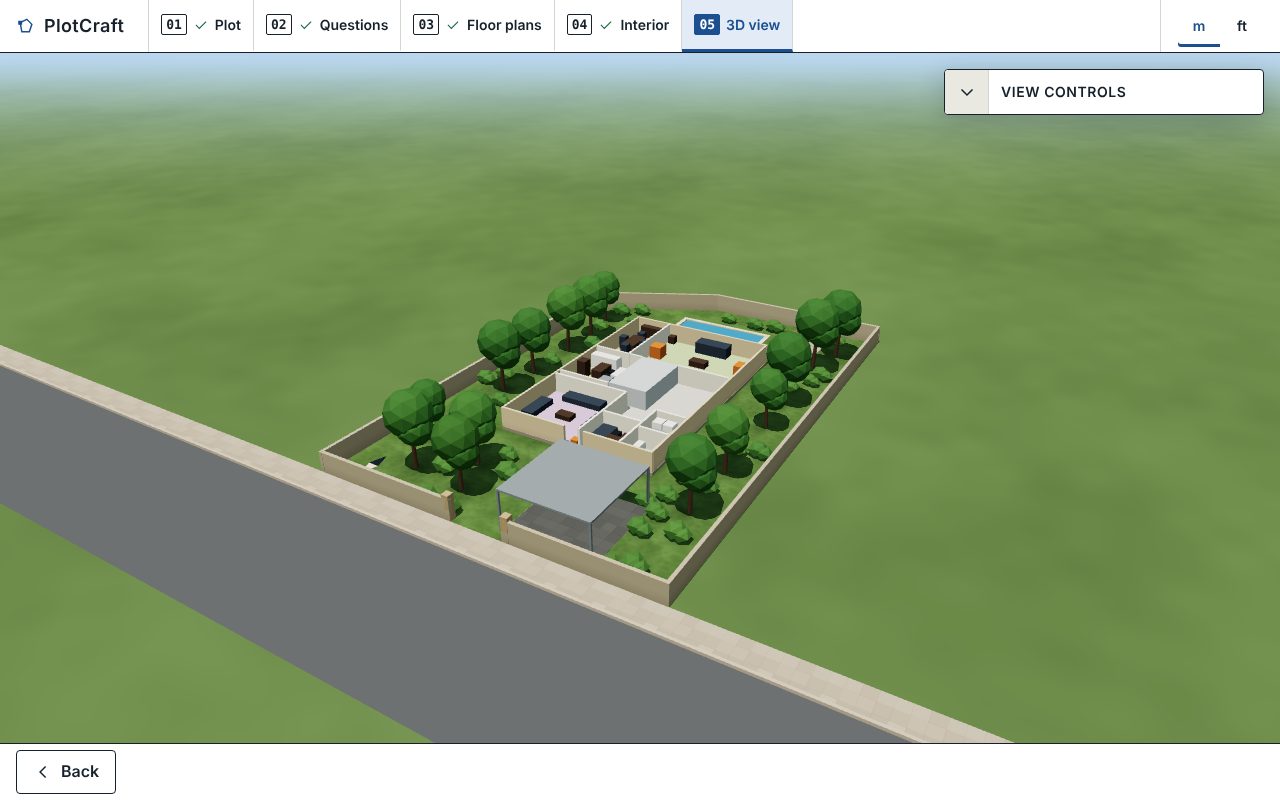 PlotCraft
01 Plot
02 Questions
03 Floor plans
04 Interior
05 3D view
m
ft
VIEW CONTROLS
Back